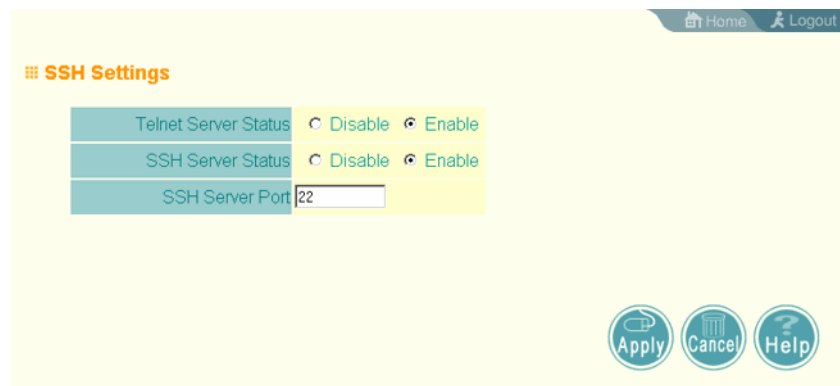 Home Logout
SSH Settings
Telnet Server Status Disable Enable
SSH Server Status Disable Enable
SSH Server Port 22
Apply Cancel Help